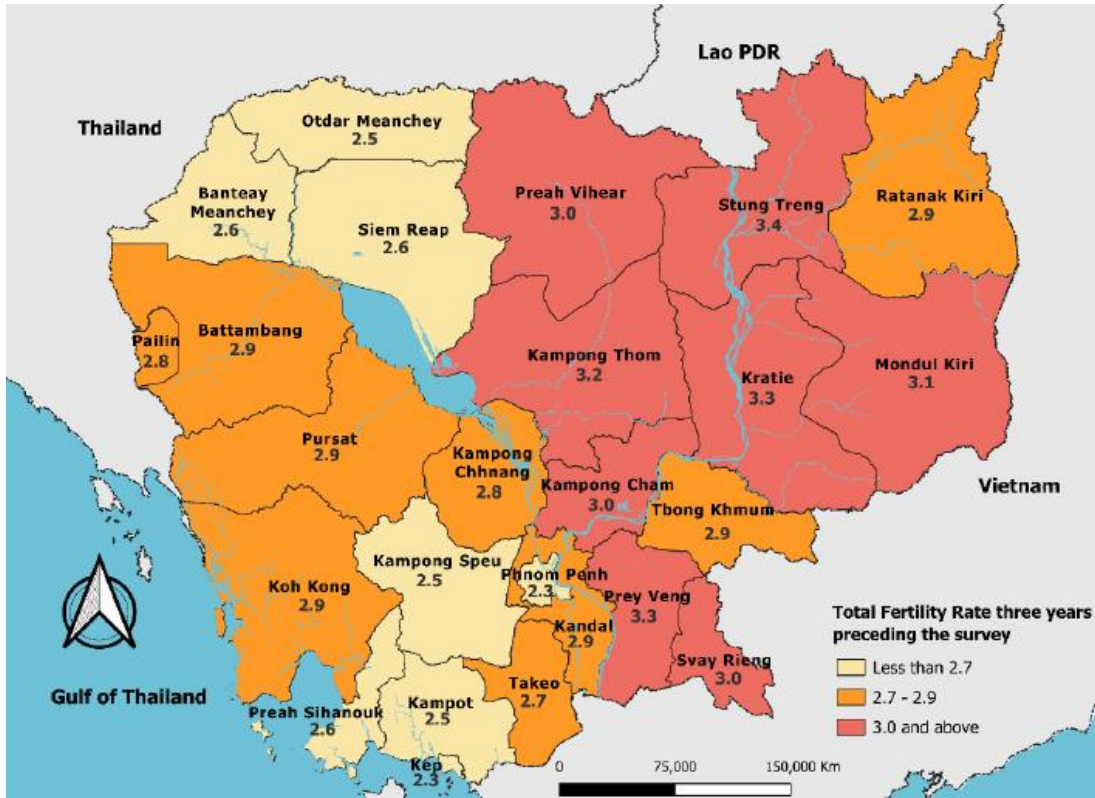 Lao PDR
Thailand
Otdar Meanchey
2.5
Banteay
Meanchey
2.6
Siem Reap
2.6
Preah Vihear
3.0
Stung Treng
3.4
Ratanak Kiri
2.9
Battambang
2.9
Pailin
2.8
Kampong Thom
3.2
Kratie
3.3
Mondul Kiri
3.1
Pursat
2.9
Kampong
Chhnang
2.8
Kampong Cham
3.0
Tbong Khmum
2.9
Vietnam
Kampong Speu
2.5
Phnom Penh
2.3
Koh Kong
2.9
Prey Veng
3.3
Kandal
2.9
Svay Rieng
3.0
Takeo
2.7
Gulf of Thailand
Preah Sihanouk
2.6
Kampot
2.5
Kep
2.3
Total Fertility Rate three years
preceding the survey
Less than 2.7
2.7 - 2.9
3.0 and above
0 75,000 150,000 Km